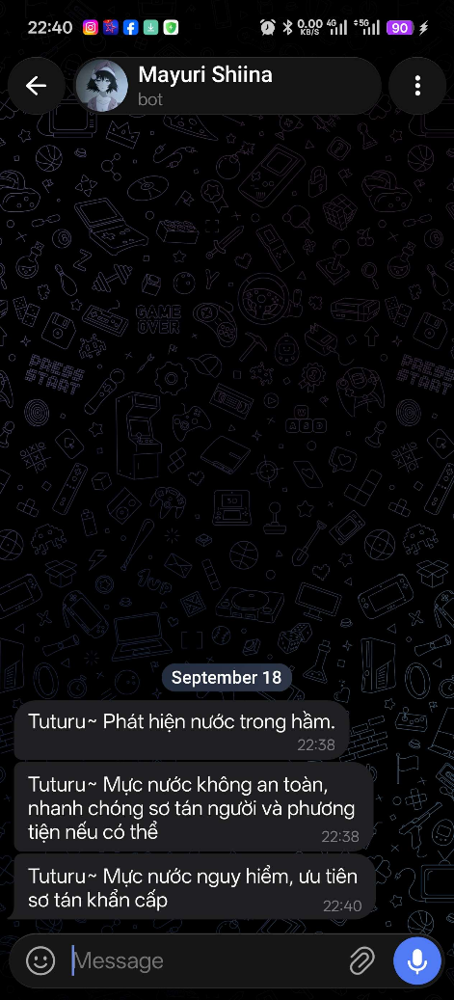 22:40
0.00 KB/S 4G 5G 90
Mayuri Shiina
bot
GAME OVER
PRESS START
PRESS START
1UP
September 18
Tuturu~ Phát hiện nước trong hầm.
22:38
Tuturu~ Mực nước không an toàn,
nhanh chóng sơ tán người và phương
tiện nếu có thể
22:38
Tuturu~ Mực nước nguy hiểm, ưu tiên
sơ tán khẩn cấp
22:40
Message